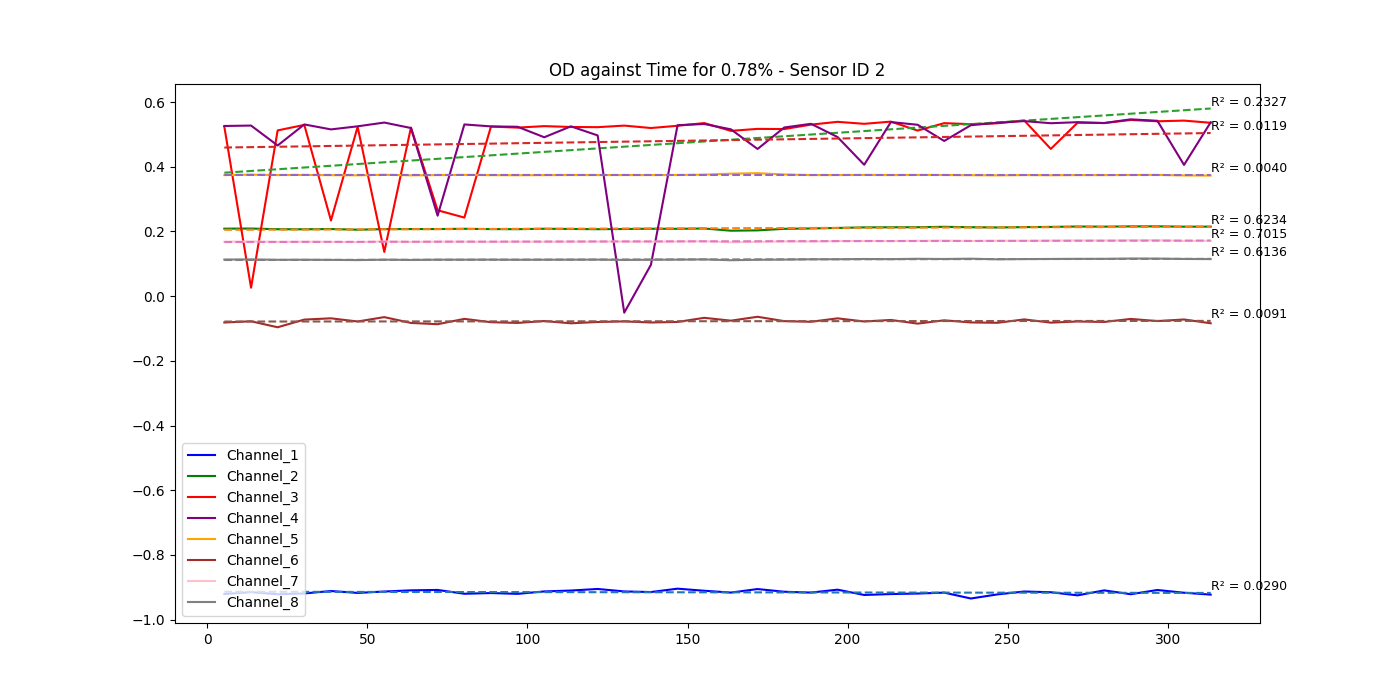 OD against Time for 0.78% - Sensor ID 2
0.6
0.4
0.2
0.0
−0.2
−0.4
−0.6
−0.8
−1.0
R² = 0.2327
R² = 0.0119
R² = 0.0040
R² = 0.6234
R² = 0.7015
R² = 0.6136
R² = 0.0091
R² = 0.0290
Channel_1
Channel_2
Channel_3
Channel_4
Channel_5
Channel_6
Channel_7
Channel_8
0 50 100 150 200 250 300